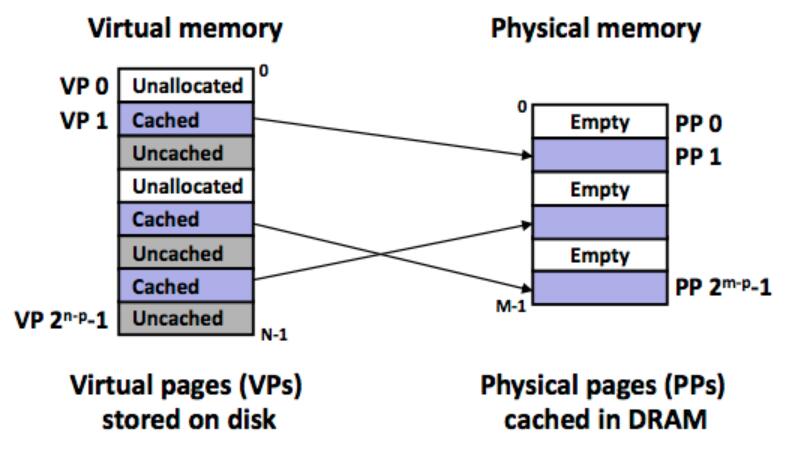 Virtual memory
Physical memory
0
VP 0 Unallocated
VP 1 Cached
Uncached
Unallocated
Cached
Uncached
Cached
VP 2ⁿ⁻ᵖ-1 Uncached
N-1
0
Empty PP 0
PP 1
Empty
Empty
PP 2ᵐ⁻ᵖ-1
M-1
Virtual pages (VPs)
stored on disk
Physical pages (PPs)
cached in DRAM